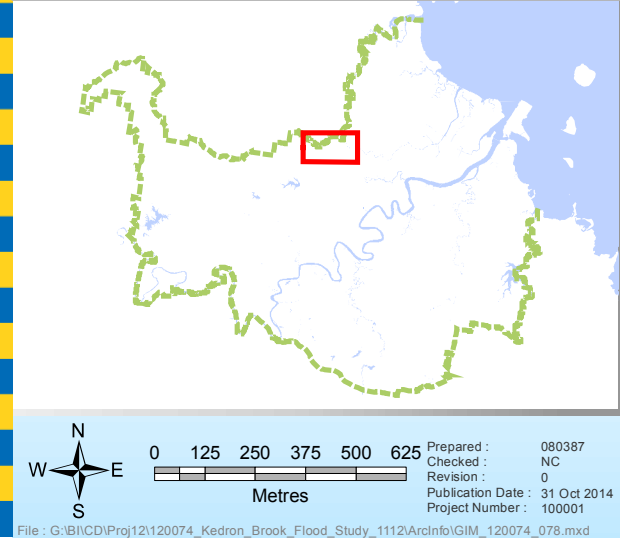 N
W E
S
0 125 250 375 500 625
Metres
Prepared : 080387
Checked : NC
Revision : 0
Publication Date : 31 Oct 2014
Project Number : 100001
File : G:\BI\CD\Proj12\120074_Kedron_Brook_Flood_Study_1112\ArcInfo\GIM_120074_078.mxd